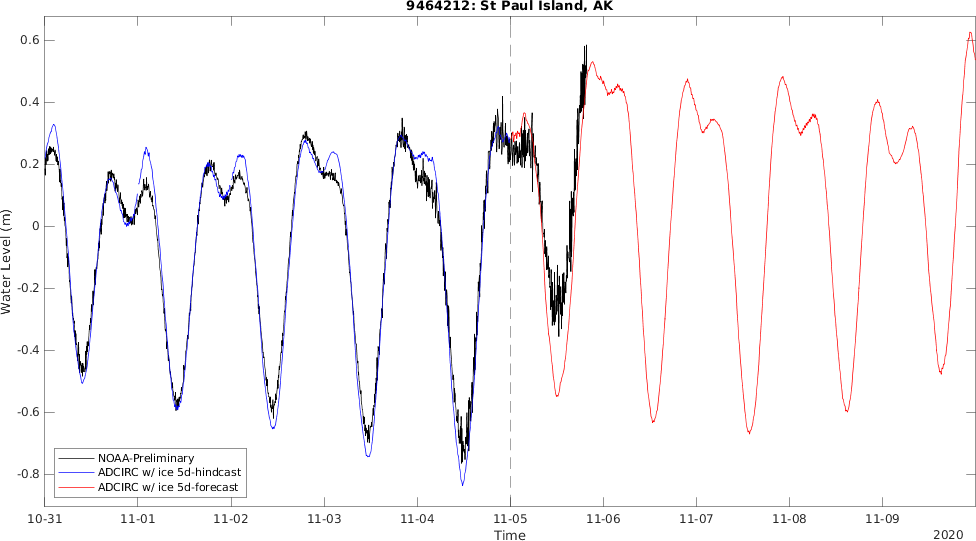 9464212: St Paul Island, AK
0.6
0.4
0.2
0
-0.2
-0.4
-0.6
-0.8
Water Level (m)
NOAA-Preliminary
ADCIRC w/ ice 5d-hindcast
ADCIRC w/ ice 5d-forecast
10-31 11-01 11-02 11-03 11-04 11-05 11-06 11-07 11-08 11-09
Time
2020